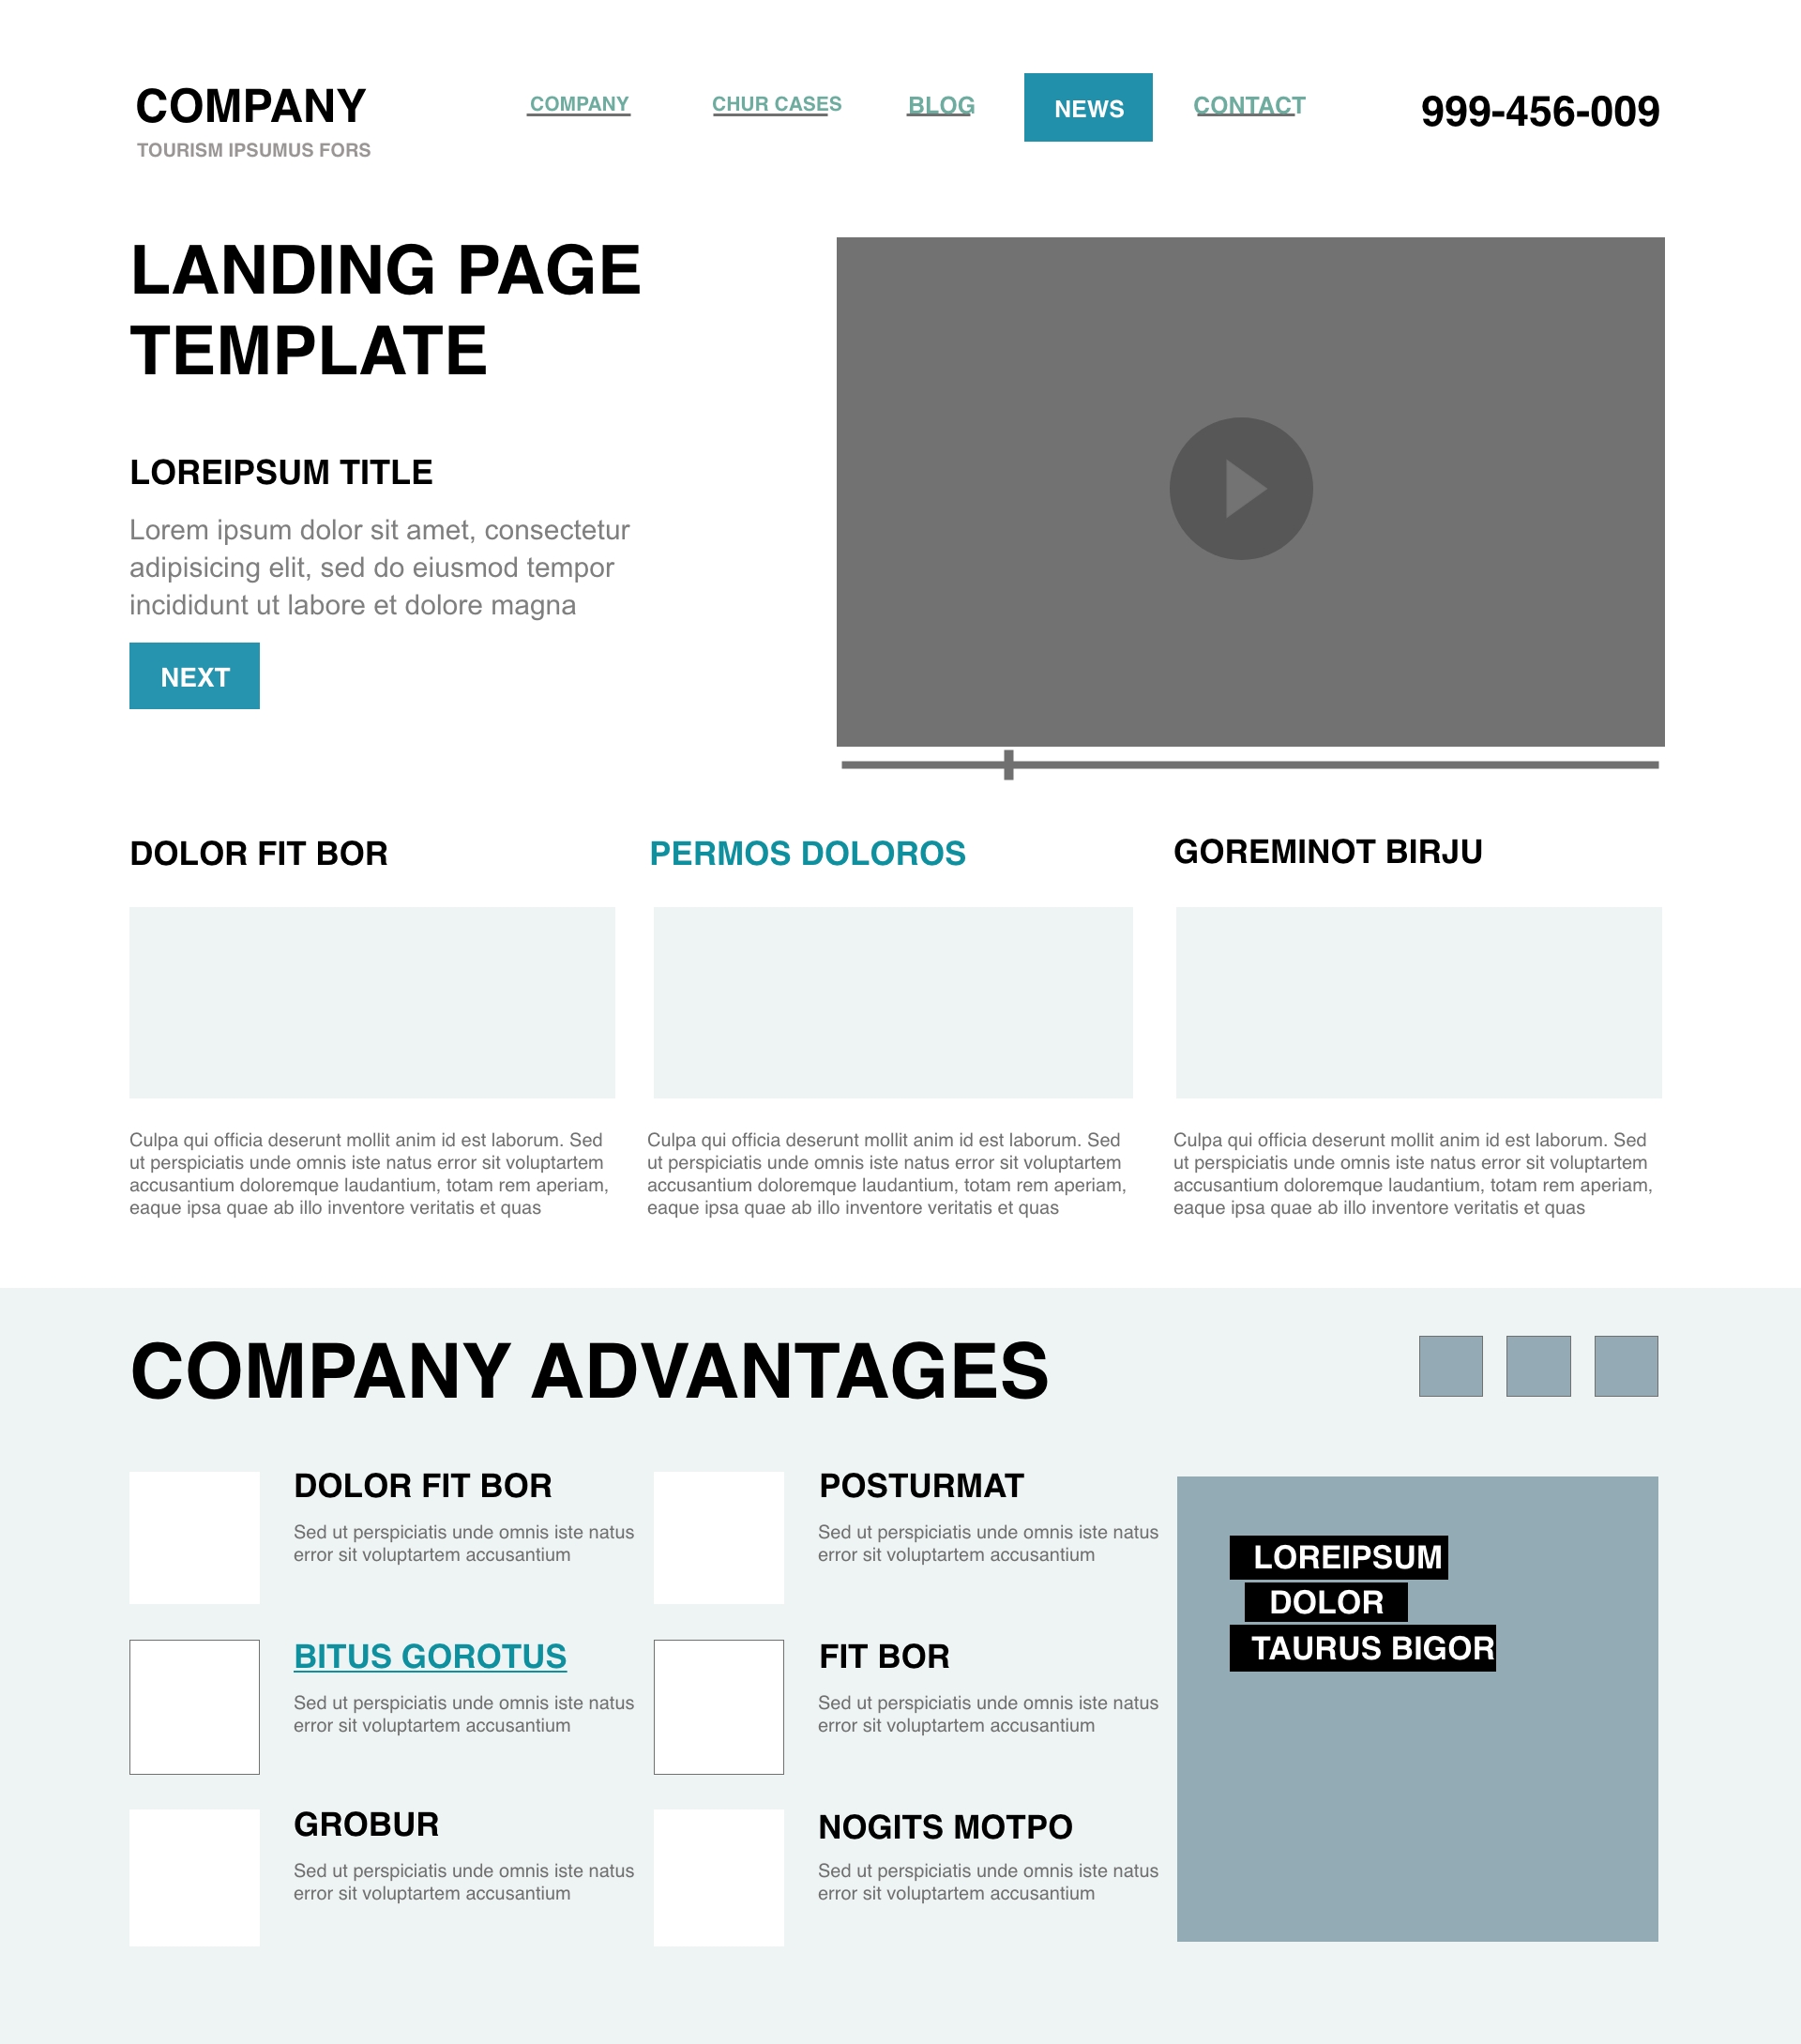 COMPANY
TOURISM IPSUMUS FORS
COMPANY
CHUR CASES
BLOG
NEWS
CONTACT
999-456-009
LANDING PAGE
TEMPLATE
LOREIPSUM TITLE
Lorem ipsum dolor sit amet, consectetur
adipisicing elit, sed do eiusmod tempor
incididunt ut labore et dolore magna
NEXT
DOLOR FIT BOR
Culpa qui officia deserunt mollit anim id est laborum. Sed
ut perspiciatis unde omnis iste natus error sit voluptartem
accusantium doloremque laudantium, totam rem aperiam,
eaque ipsa quae ab illo inventore veritatis et quas
PERMOS DOLOROS
Culpa qui officia deserunt mollit anim id est laborum. Sed
ut perspiciatis unde omnis iste natus error sit voluptartem
accusantium doloremque laudantium, totam rem aperiam,
eaque ipsa quae ab illo inventore veritatis et quas
GOREMINOT BIRJU
Culpa qui officia deserunt mollit anim id est laborum. Sed
ut perspiciatis unde omnis iste natus error sit voluptartem
accusantium doloremque laudantium, totam rem aperiam,
eaque ipsa quae ab illo inventore veritatis et quas
COMPANY ADVANTAGES
DOLOR FIT BOR
Sed ut perspiciatis unde omnis iste natus
error sit voluptartem accusantium
POSTURMAT
Sed ut perspiciatis unde omnis iste natus
error sit voluptartem accusantium
BITUS GOROTUS
Sed ut perspiciatis unde omnis iste natus
error sit voluptartem accusantium
FIT BOR
Sed ut perspiciatis unde omnis iste natus
error sit voluptartem accusantium
GROBUR
Sed ut perspiciatis unde omnis iste natus
error sit voluptartem accusantium
NOGITS MOTPO
Sed ut perspiciatis unde omnis iste natus
error sit voluptartem accusantium
LOREIPSUM
DOLOR
TAURUS BIGOR